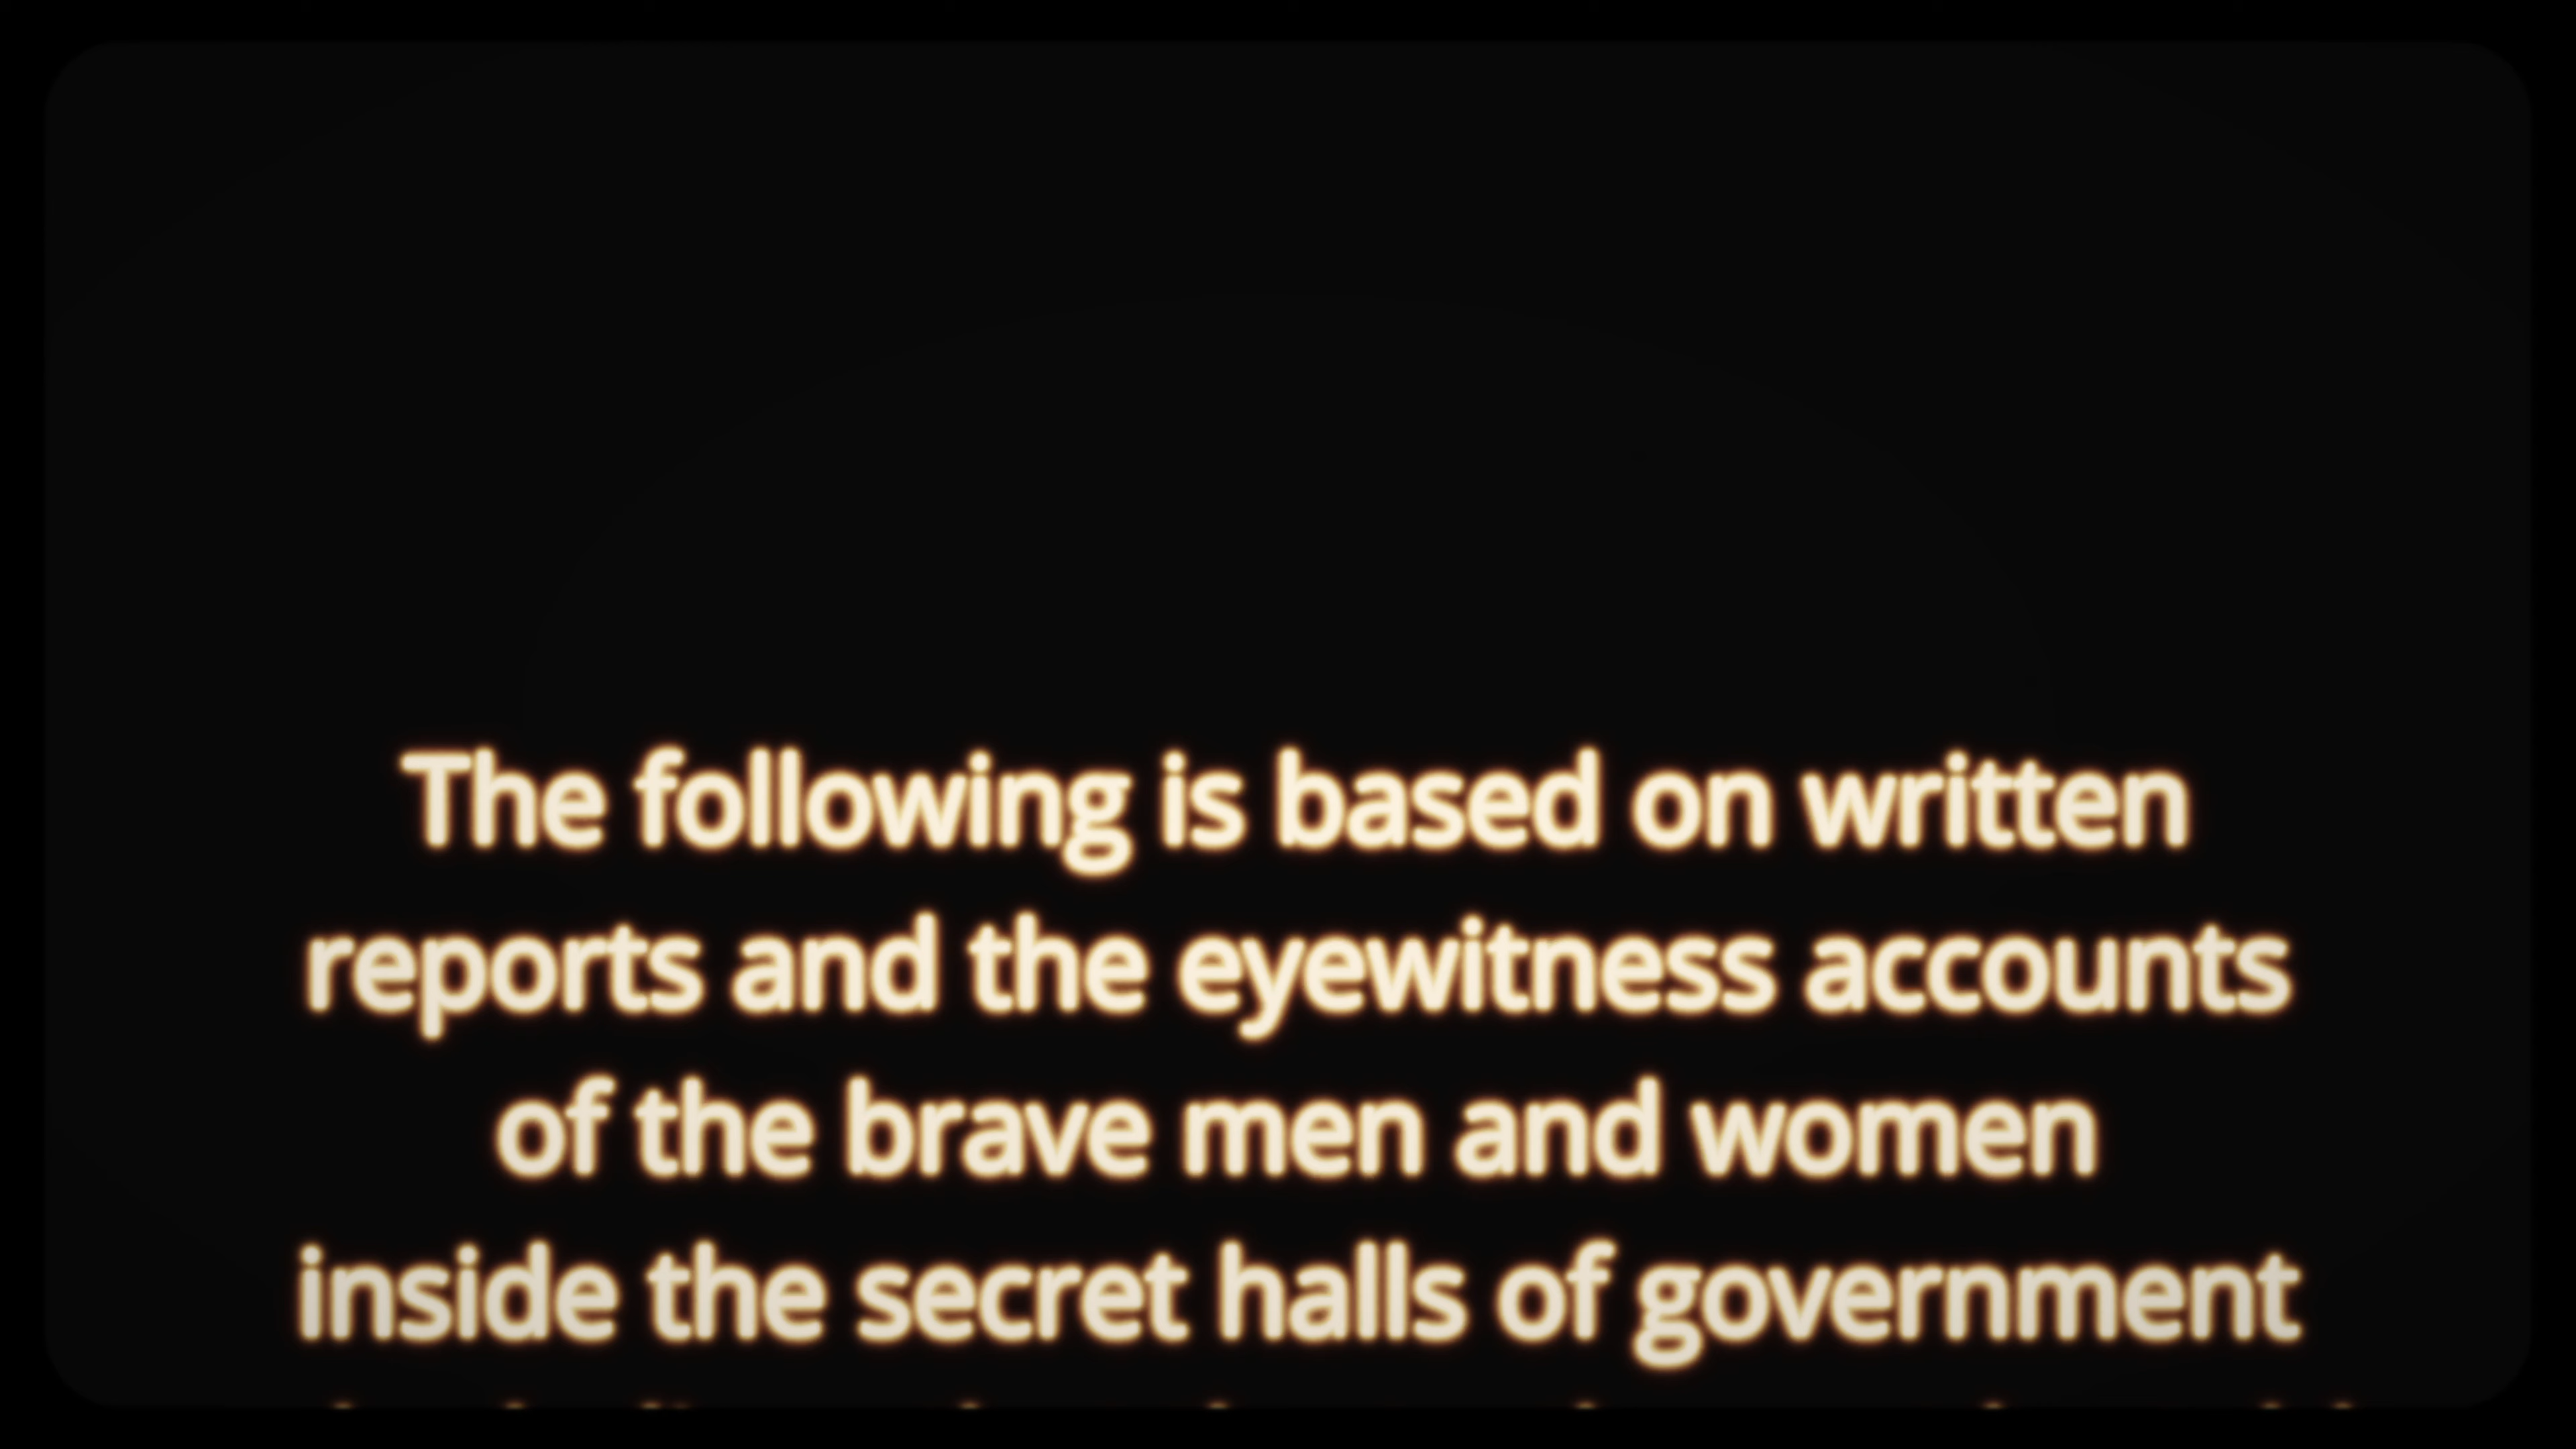 The following is based on written
reports and the eyewitness accounts
of the brave men and women
inside the secret halls of government